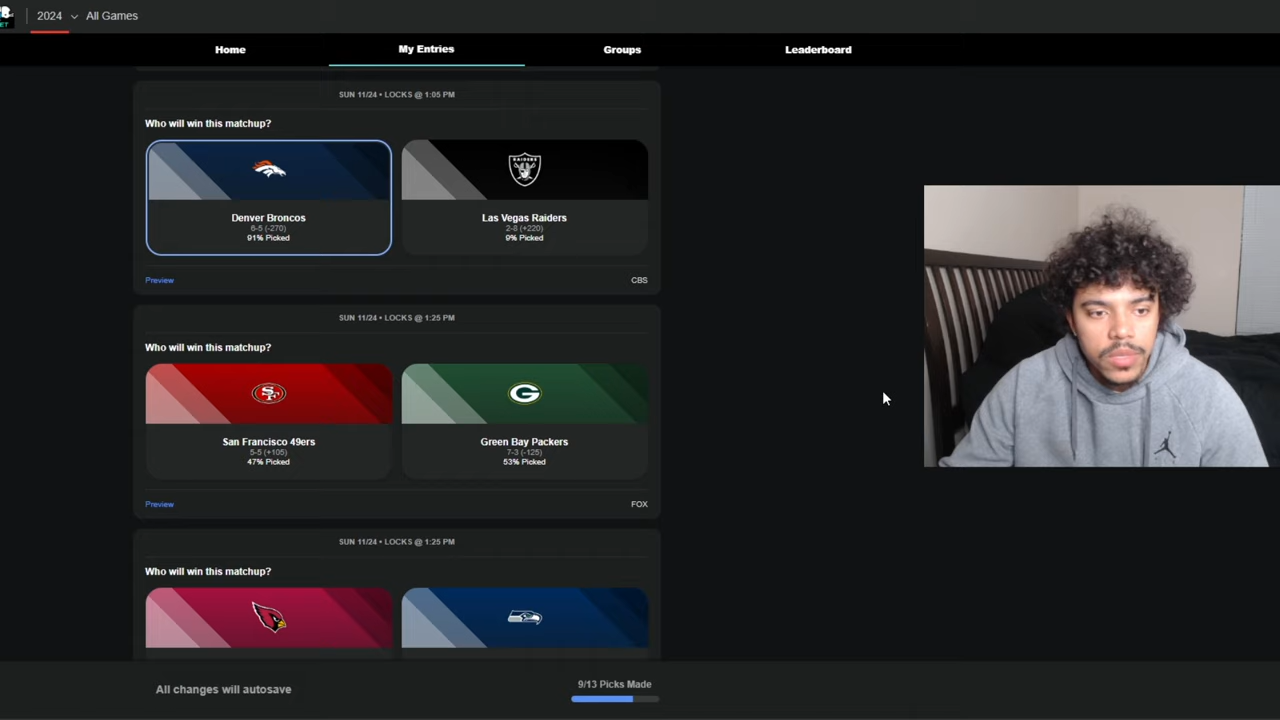 2024 All Games
Home My Entries Groups Leaderboard
SUN 11/24 • LOCKS @ 1:05 PM
Who will win this matchup?
RAIDERS
Denver Broncos Las Vegas Raiders
6-5 (-270) 2-8 (+220)
91% Picked 9% Picked
Preview CBS
SUN 11/24 • LOCKS @ 1:25 PM
Who will win this matchup?
SF G
San Francisco 49ers Green Bay Packers
5-5 (+105) 7-3 (-125)
47% Picked 53% Picked
Preview FOX
SUN 11/24 • LOCKS @ 1:25 PM
Who will win this matchup?
All changes will autosave 9/13 Picks Made